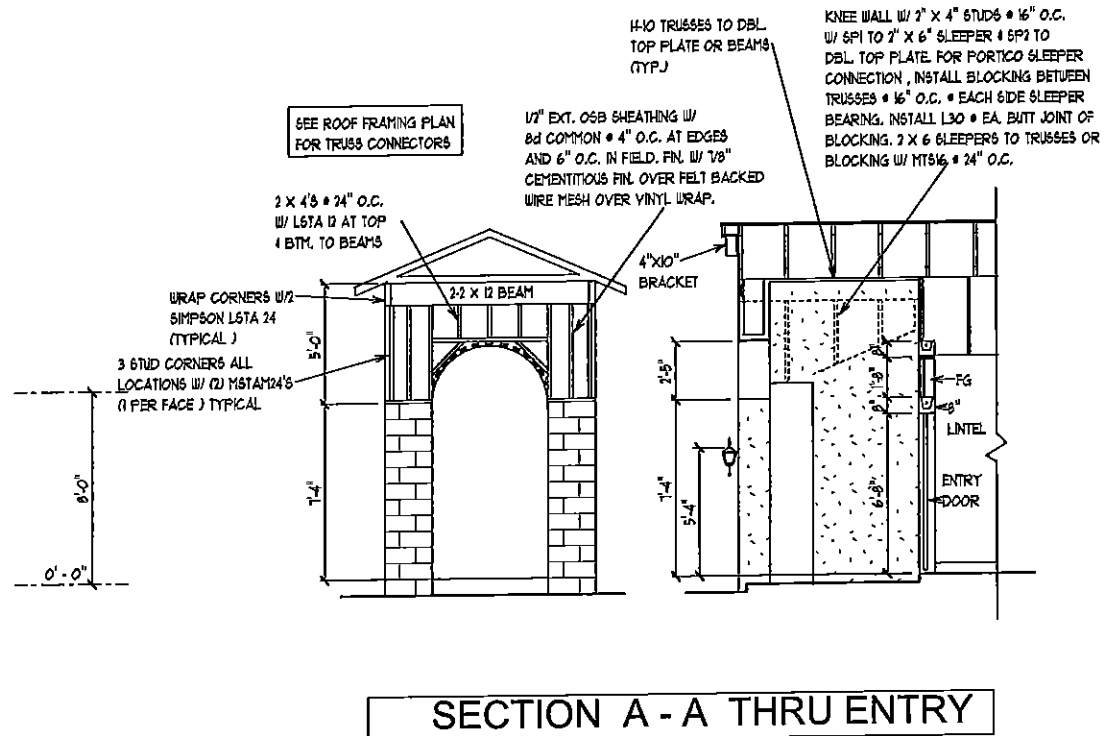 H-10 TRUSSES TO DBL.
TOP PLATE OR BEAMS
(TYP.)
KNEE WALL W/ 2" X 4" STUDS @ 16" O.C.
W/ SP1 TO 2" X 6" SLEEPER & SP2 TO
DBL. TOP PLATE. FOR PORTICO SLEEPER
CONNECTION, INSTALL BLOCKING BETWEEN
TRUSSES @ 16" O.C. @ EACH SIDE SLEEPER
BEARING. INSTALL L30 @ EA. BUTT JOINT OF
BLOCKING. 2 X 6 SLEEPERS TO TRUSSES OR
BLOCKING W/ MTS16 @ 24" O.C.
SEE ROOF FRAMING PLAN
FOR TRUSS CONNECTORS
1/2" EXT. OSB SHEATHING W/
8d COMMON @ 4" O.C. AT EDGES
AND 6" O.C. IN FIELD. FIN. W/ 7/8"
CEMENTITIOUS FIN. OVER FELT BACKED
WIRE MESH OVER VINYL WRAP.
2 X 4'S @ 24" O.C.
W/ LSTA 12 AT TOP
& BTM. TO BEAMS
4"X10"
BRACKET
2-2 X 12 BEAM
WRAP CORNERS W/2
SIMPSON LSTA 24
(TYPICAL)
3 STUD CORNERS ALL
LOCATIONS W/ (2) MSTAM24'S
(1 PER FACE) TYPICAL
5'-0"
7'-4"
8'-0"
0'-0"
2'-5"
7'-4"
5'-4"
8"
1'-8"
8"
6'-8"
FG
8"
LINTEL
ENTRY
DOOR
SECTION A - A THRU ENTRY